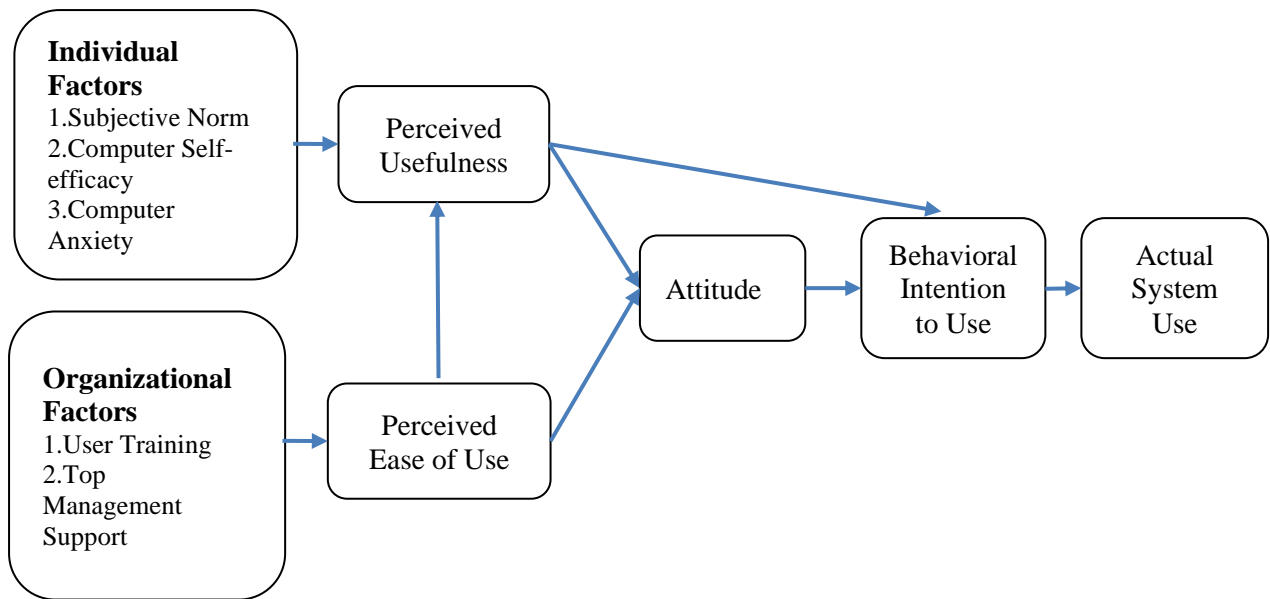 Individual
Factors
1.Subjective Norm
2.Computer Self-
efficacy
3.Computer
Anxiety
Perceived
Usefulness
Attitude
Behavioral
Intention
to Use
Actual
System
Use
Organizational
Factors
1.User Training
2.Top
Management
Support
Perceived
Ease of Use